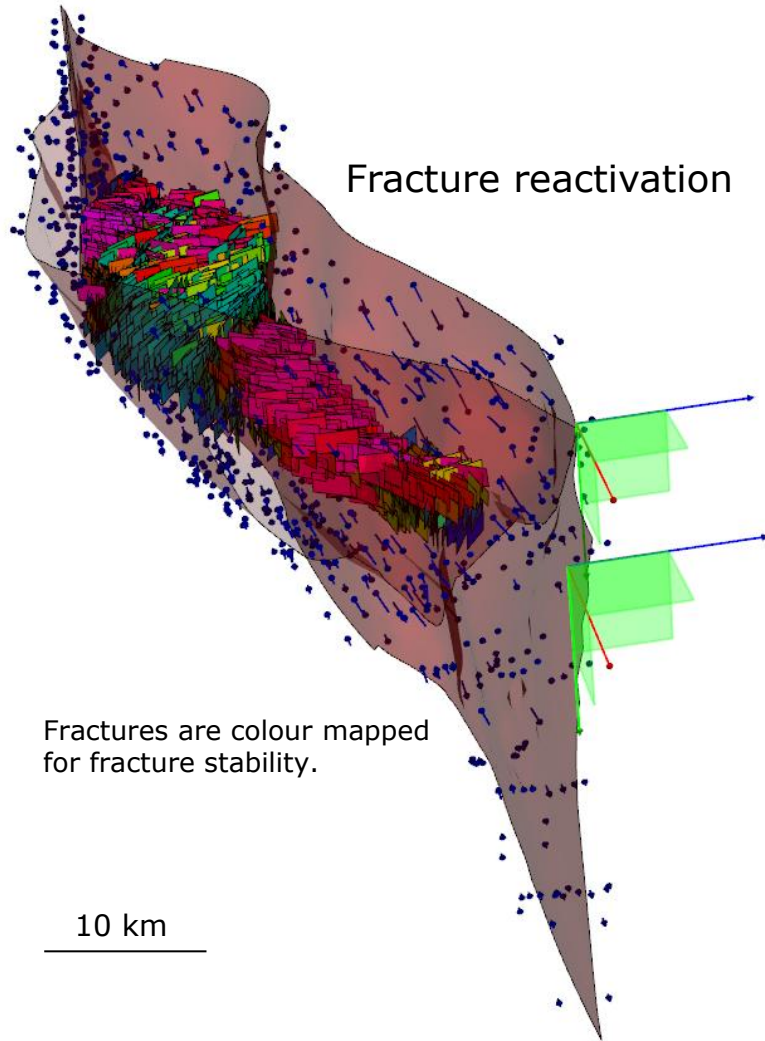 Fracture reactivation
Fractures are colour mapped
for fracture stability.
10 km